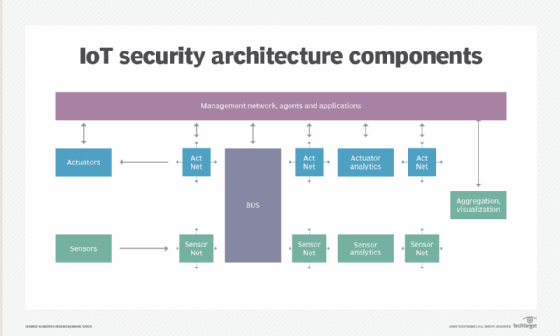 IoT security architecture components
Management network, agents and applications
Actuators
Act
Net
BUS
Act
Net
Actuator
analytics
Act
Net
Aggregation,
visualization
Sensors
Sensor
Net
Sensor
Net
Sensor
analytics
Sensor
Net
TechTarget